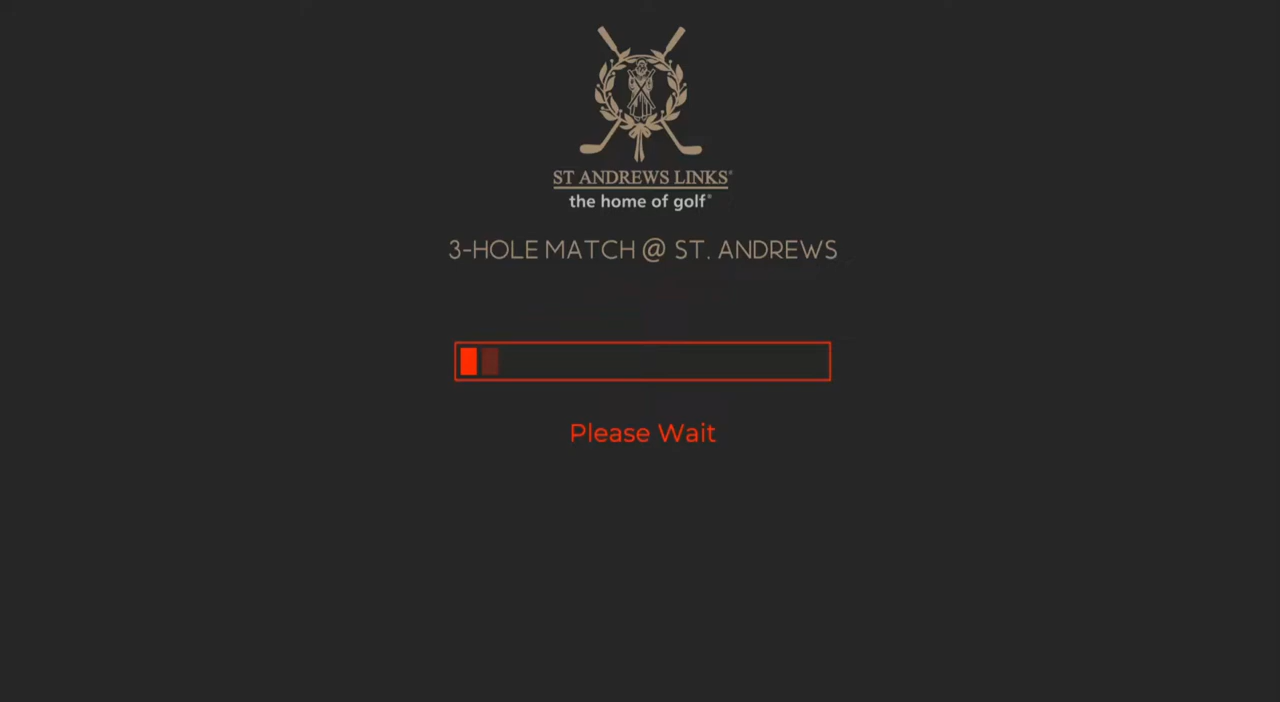 ST ANDREWS LINKS®
the home of golf®
3-HOLE MATCH @ ST. ANDREWS
Please Wait